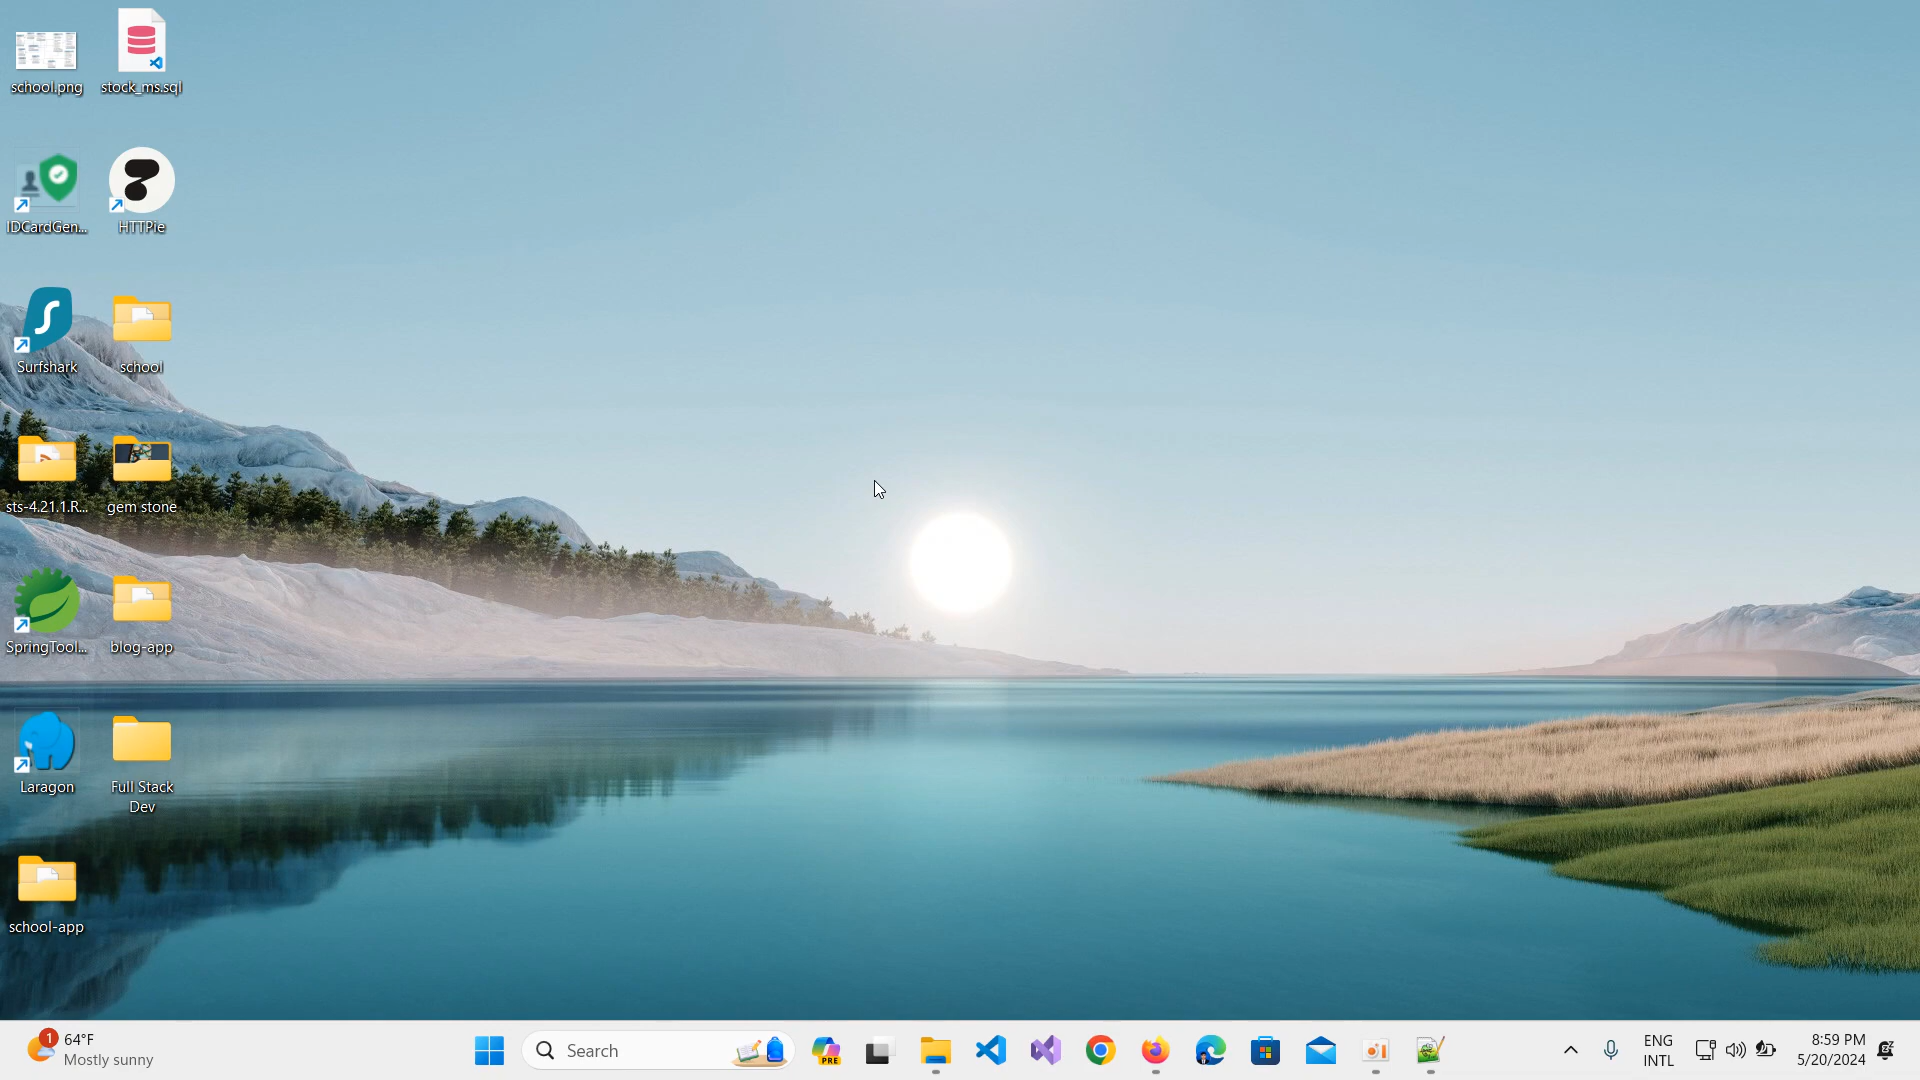 school.png
stock_ms.sql
IDCardGen...
HTTPie
Surfshark
school
sts-4.21.1.R...
gem stone
SpringTool...
blog-app
Laragon
Full Stack
Dev
school-app
1
64°F
Mostly sunny
Search
PRE
ENG
INTL
8:59 PM
5/20/2024